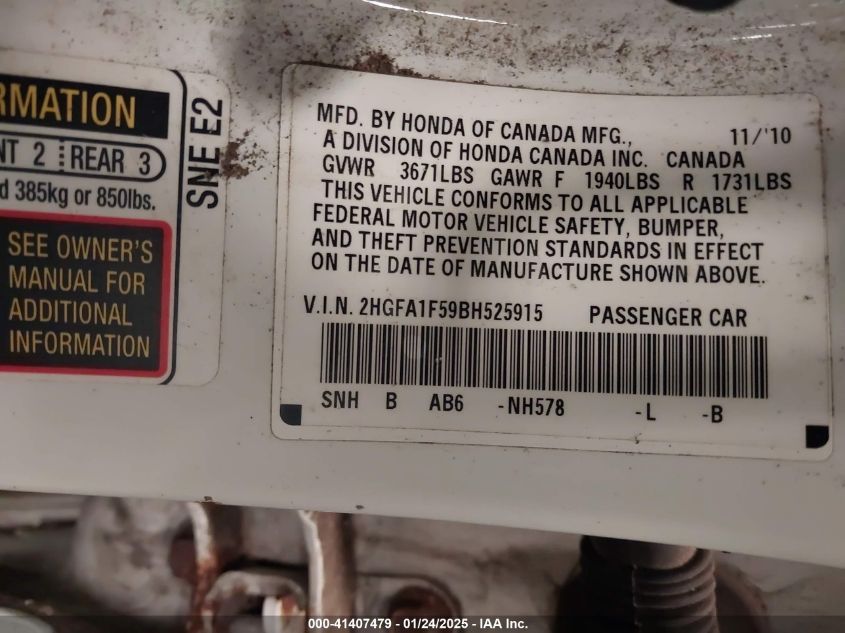 RMATION
NT 2 REAR 3
d 385kg or 850lbs.
SEE OWNER'S
MANUAL FOR
ADDITIONAL
INFORMATION
SNE E2
MFD. BY HONDA OF CANADA MFG., 11/'10
A DIVISION OF HONDA CANADA INC. CANADA
GVWR 3671LBS GAWR F 1940LBS R 1731LBS
THIS VEHICLE CONFORMS TO ALL APPLICABLE
FEDERAL MOTOR VEHICLE SAFETY, BUMPER,
AND THEFT PREVENTION STANDARDS IN EFFECT
ON THE DATE OF MANUFACTURE SHOWN ABOVE.
V.I.N. 2HGFA1F59BH525915 PASSENGER CAR
SNH B AB6 -NH578 -L -B
000-41407479 - 01/24/2025 - IAA Inc.